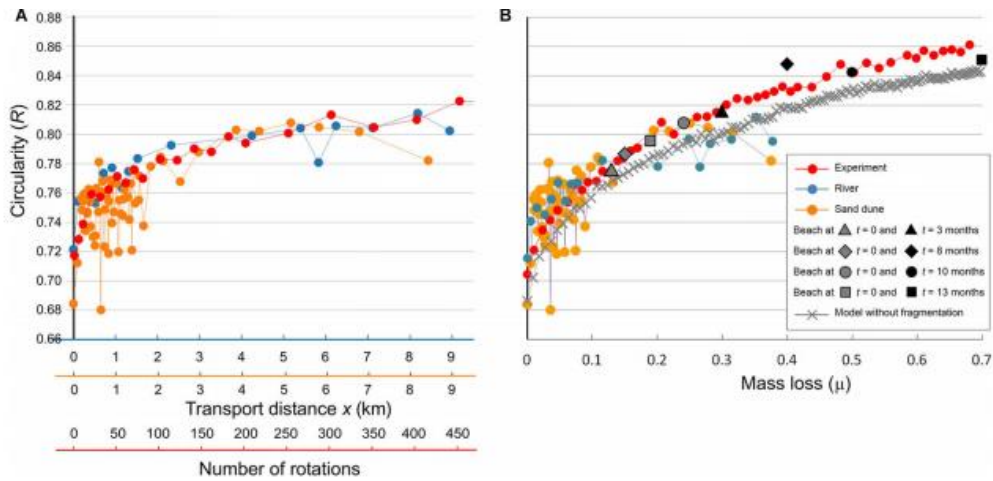 A
B
0.88
0.86
0.84
0.82
0.80
0.78
0.76
0.74
0.72
0.70
0.68
0.66
Circularity (R)
0 1 2 3 4 5 6 7 8 9
0 1 2 3 4 5 6 7 8 9
Transport distance x (km)
0 50 100 150 200 250 300 350 400 450
Number of rotations
Experiment
River
Sand dune
Beach at t = 0 and t = 3 months
Beach at t = 0 and t = 8 months
Beach at t = 0 and t = 10 months
Beach at t = 0 and t = 13 months
Model without fragmentation
0 0.1 0.2 0.3 0.4 0.5 0.6 0.7
Mass loss (μ)